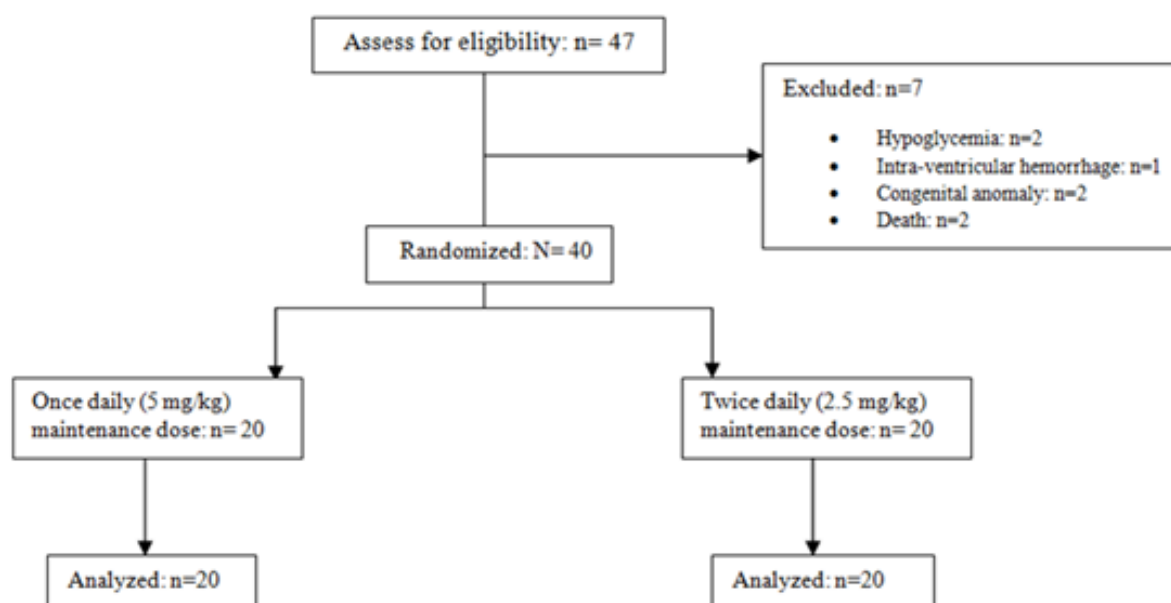 Assess for eligibility: n= 47
Excluded: n=7
• Hypoglycemia: n=2
• Intra-ventricular hemorrhage: n=1
• Congenital anomaly: n=2
• Death: n=2
Randomized: N= 40
Once daily (5 mg/kg)
maintenance dose: n= 20
Twice daily (2.5 mg/kg)
maintenance dose: n= 20
Analyzed: n=20
Analyzed: n=20